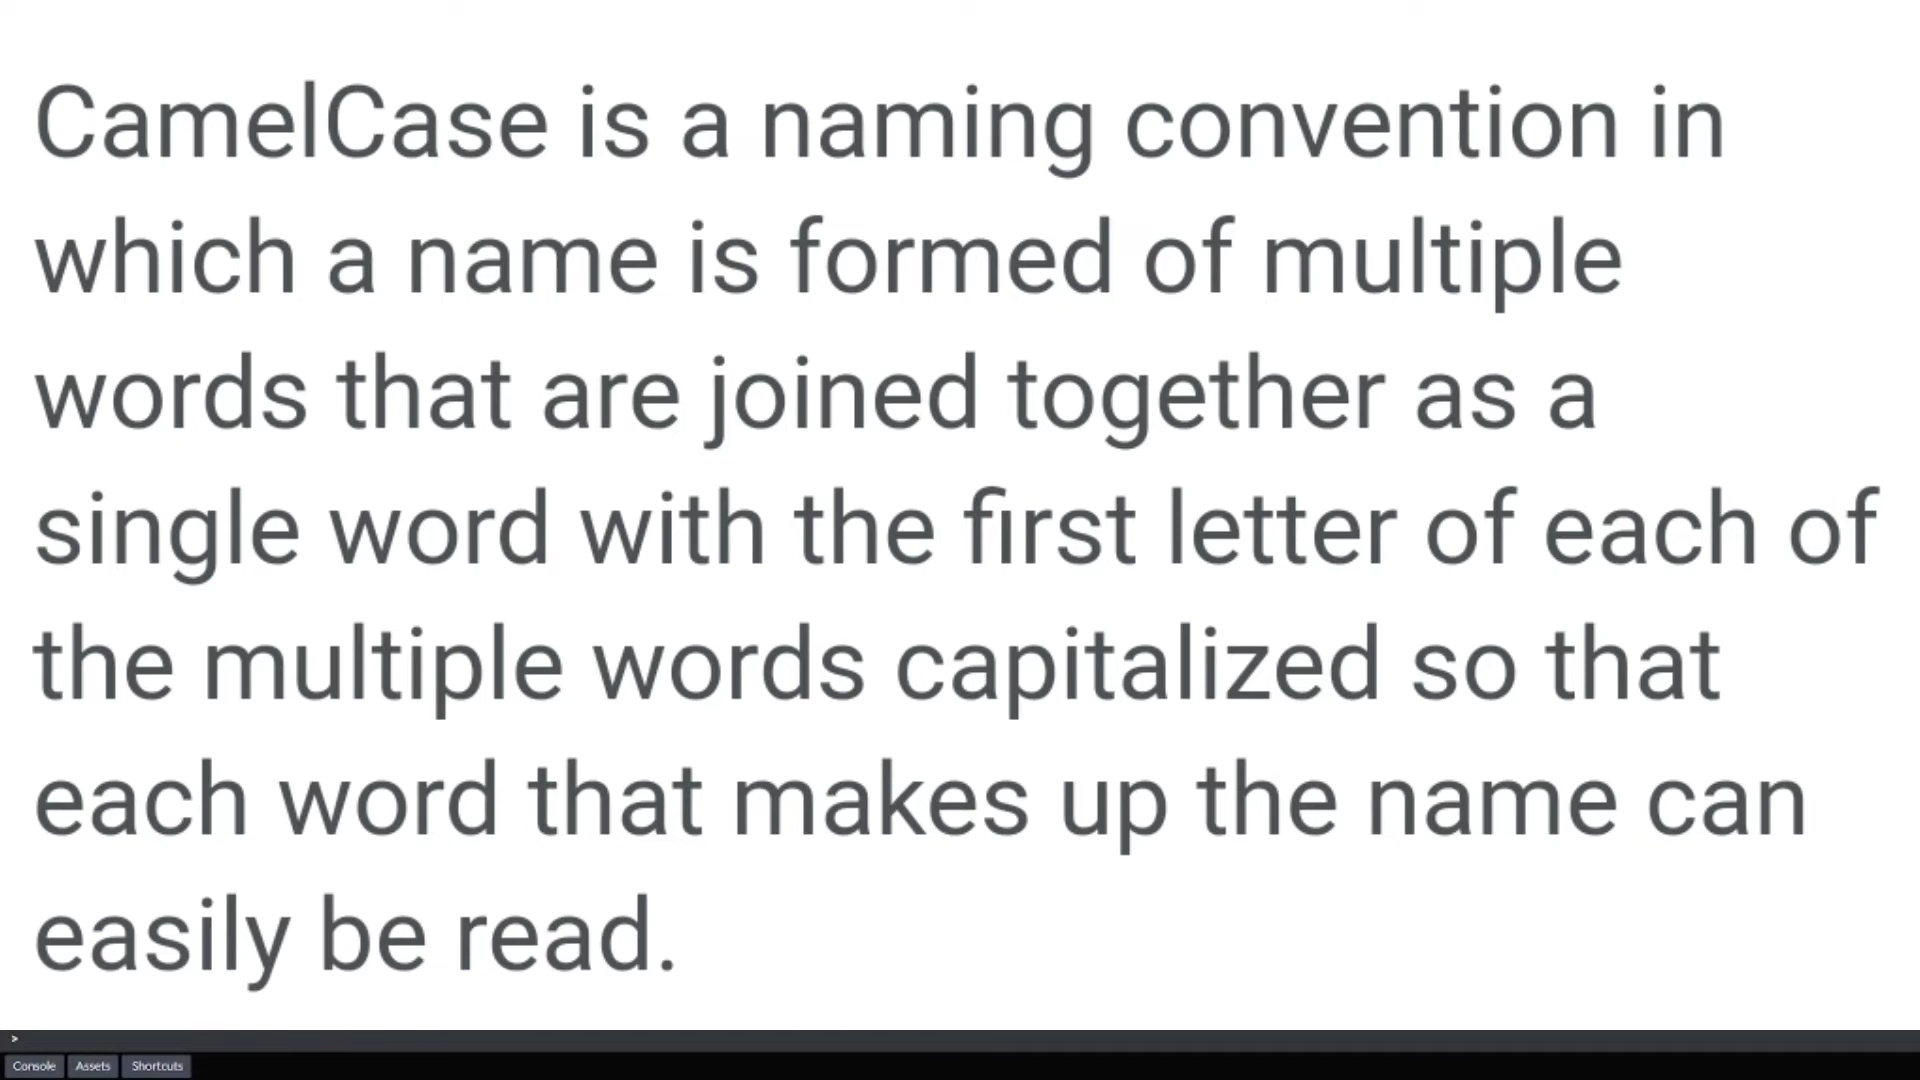 CamelCase is a naming convention in
which a name is formed of multiple
words that are joined together as a
single word with the first letter of each of
the multiple words capitalized so that
each word that makes up the name can
easily be read.
>
Console Assets Shortcuts